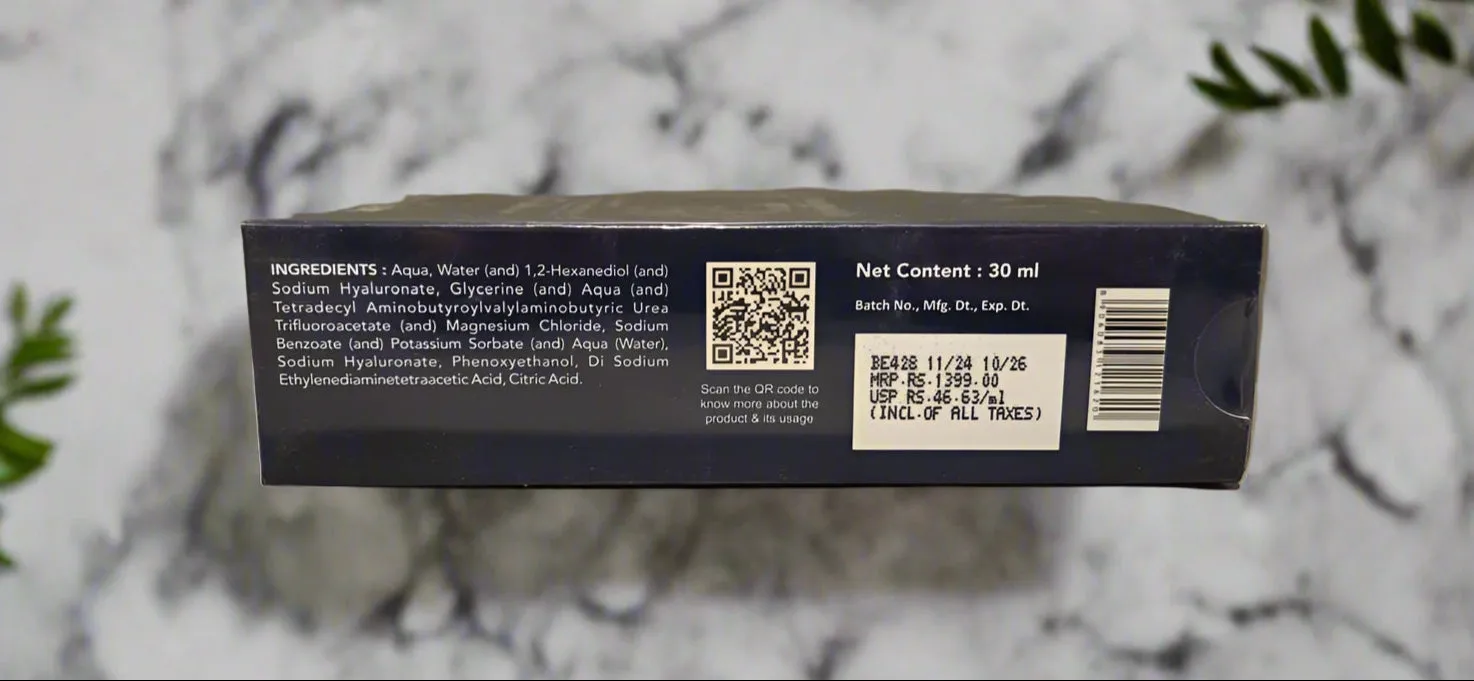 INGREDIENTS : Aqua, Water (and) 1,2-Hexanediol (and)
Sodium Hyaluronate, Glycerine (and) Aqua (and)
Tetradecyl Aminobutyroylvalylaminobutyric Urea
Trifluoroacetate (and) Magnesium Chloride, Sodium
Benzoate (and) Potassium Sorbate (and) Aqua (Water),
Sodium Hyaluronate, Phenoxyethanol, Di Sodium
Ethylenediaminetetraacetic Acid, Citric Acid.
Scan the QR code to
know more about the
product & its usage
Net Content : 30 ml
Batch No., Mfg. Dt., Exp. Dt.
BE428 11/24 10/26
MRP.RS.1399.00
USP RS.46.63/ml
(INCL.OF ALL TAXES)